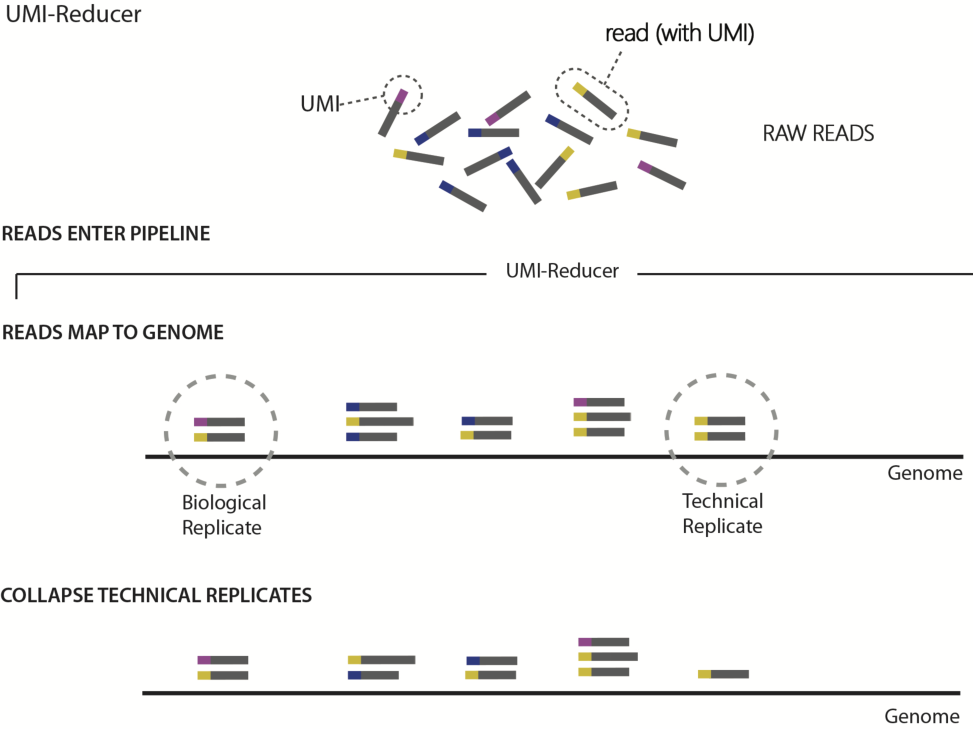 UMI-Reducer
read (with UMI)
UMI
RAW READS
READS ENTER PIPELINE
UMI-Reducer
READS MAP TO GENOME
Genome
Biological
Replicate
Technical
Replicate
COLLAPSE TECHNICAL REPLICATES
Genome